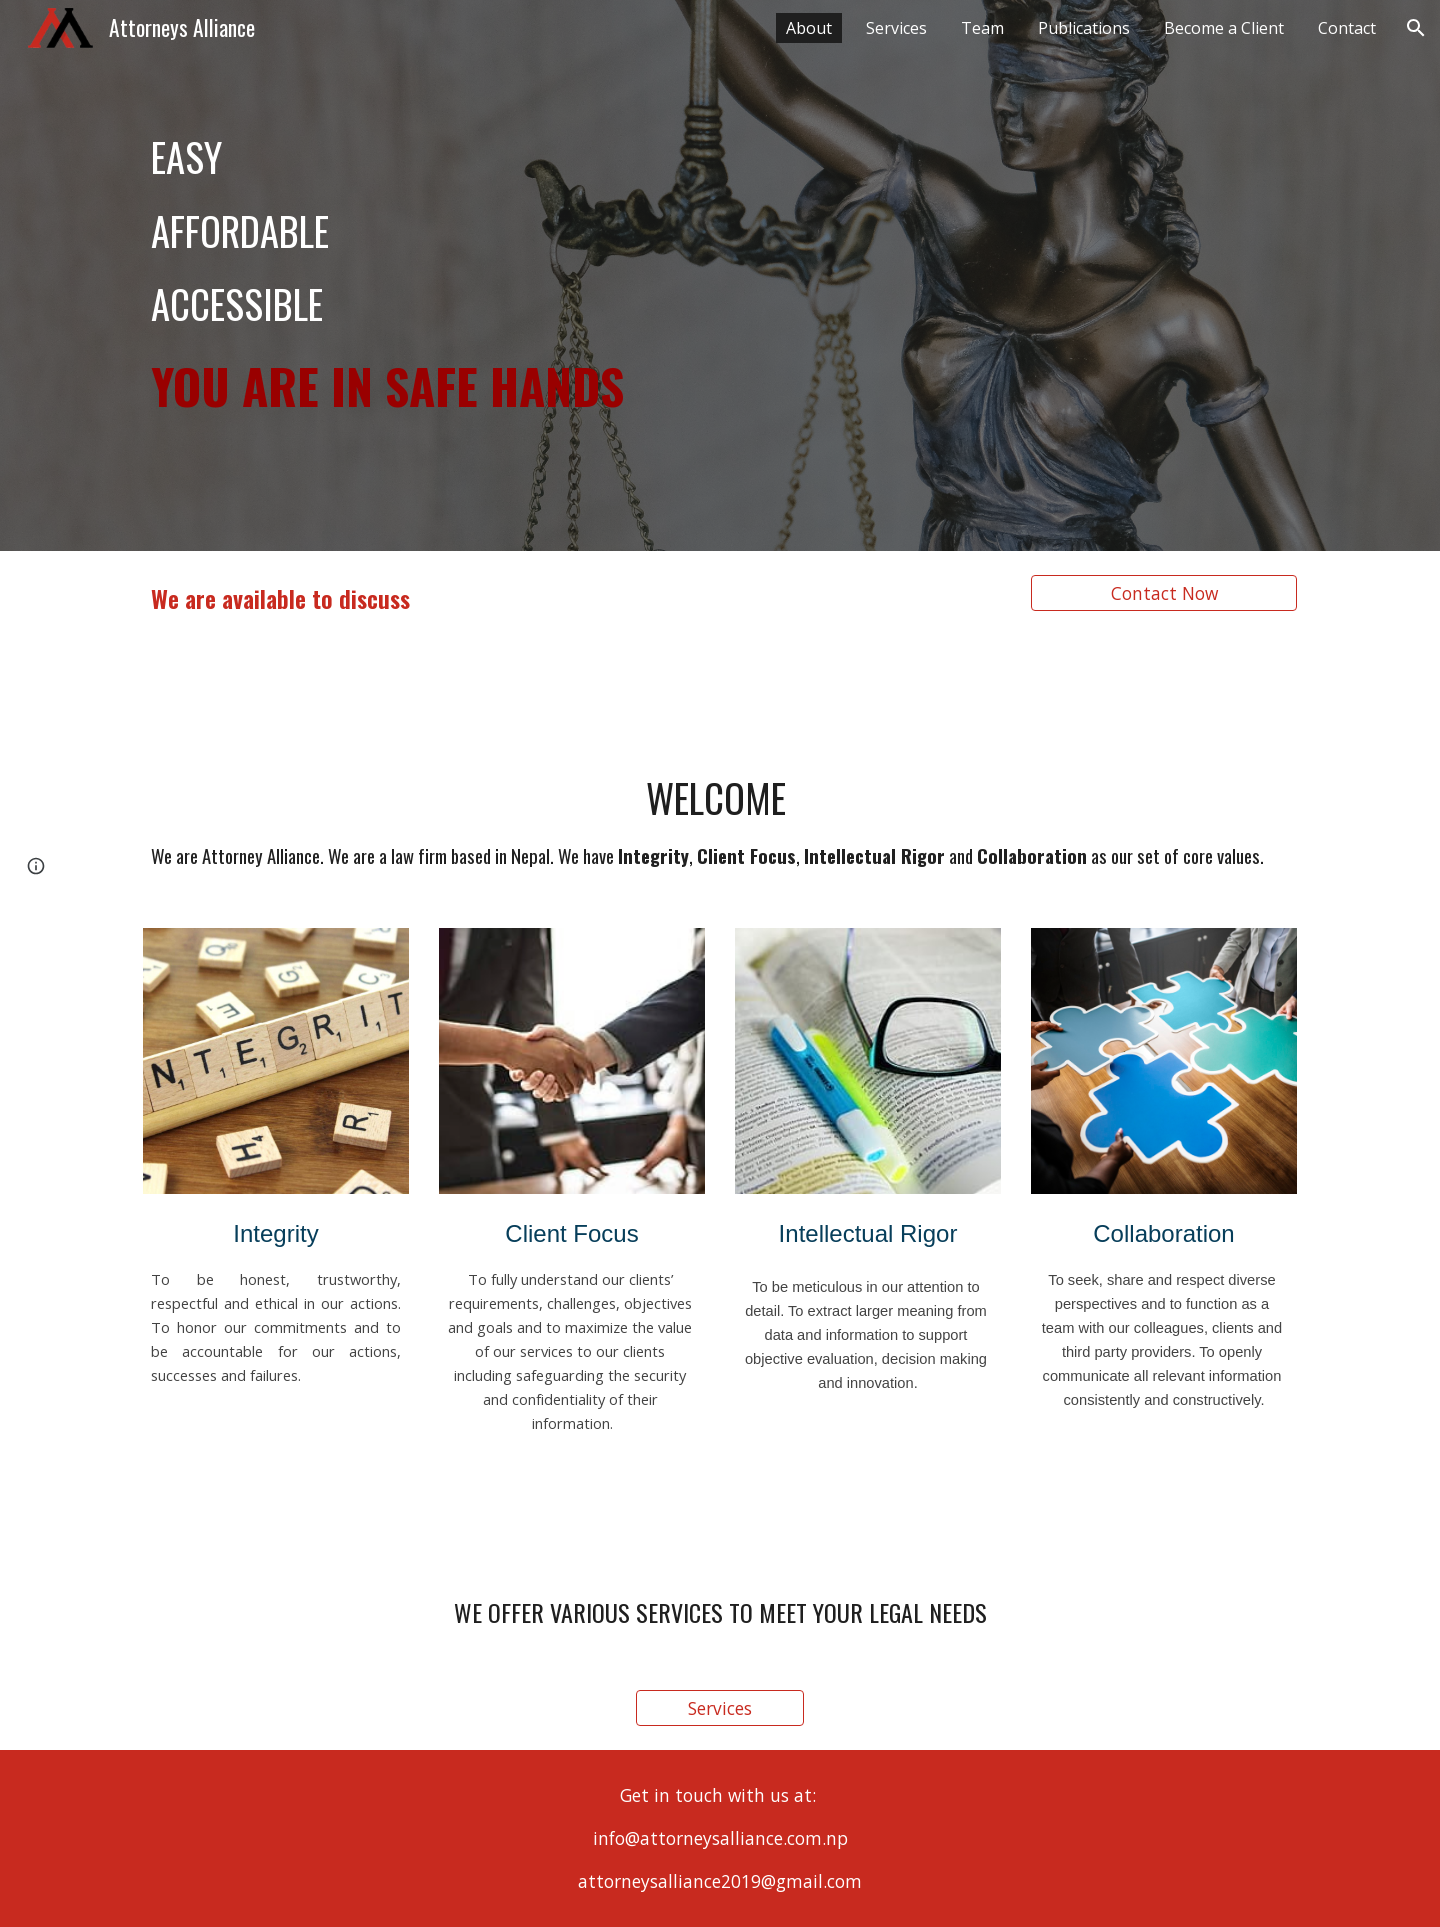 Attorneys Alliance
About
Services
Team
Publications
Become a Client
Contact
EASY
AFFORDABLE
ACCESSIBLE
YOU ARE IN SAFE HANDS
We are available to discuss
Contact Now
WELCOME
We are Attorney Alliance. We are a law firm based in Nepal. We have Integrity, Client Focus, Intellectual Rigor and Collaboration as our set of core values.
NTEGRIT
Integrity
To be honest, trustworthy,
respectful and ethical in our actions.
To honor our commitments and to
be accountable for our actions,
successes and failures.
Client Focus
To fully understand our clients’
requirements, challenges, objectives
and goals and to maximize the value
of our services to our clients
including safeguarding the security
and confidentiality of their
information.
Intellectual Rigor
To be meticulous in our attention to
detail. To extract larger meaning from
data and information to support
objective evaluation, decision making
and innovation.
Collaboration
To seek, share and respect diverse
perspectives and to function as a
team with our colleagues, clients and
third party providers. To openly
communicate all relevant information
consistently and constructively.
WE OFFER VARIOUS SERVICES TO MEET YOUR LEGAL NEEDS
Services
Get in touch with us at:
info@attorneysalliance.com.np
attorneysalliance2019@gmail.com